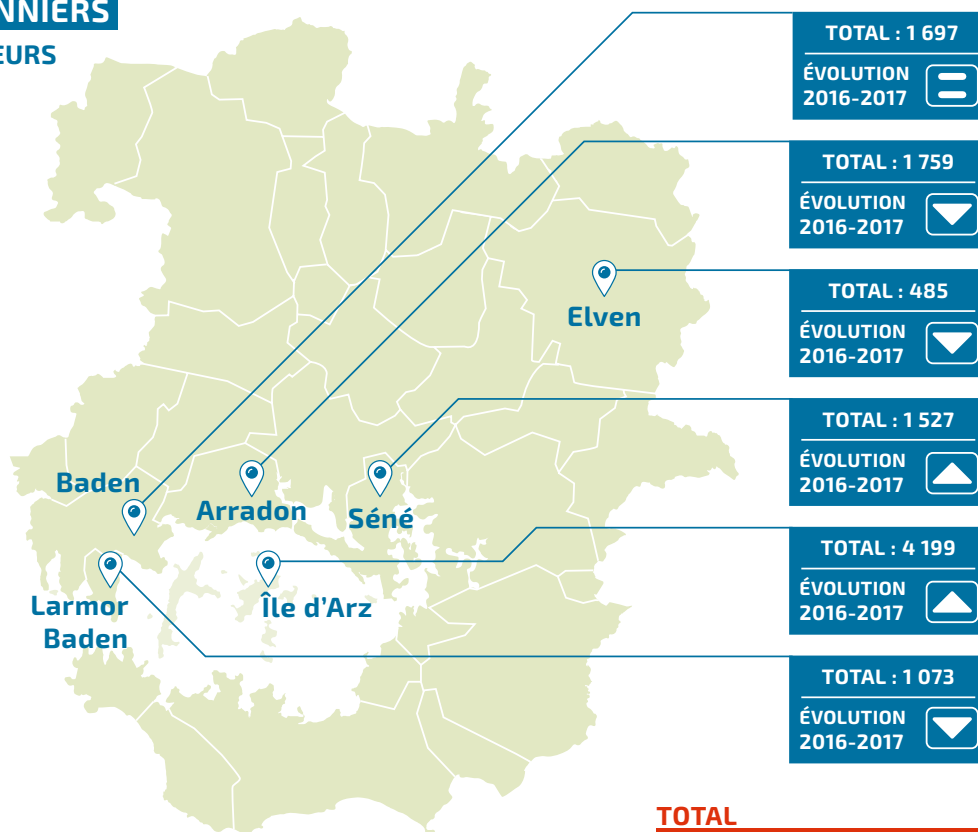 NNIERS
EURS
TOTAL : 1 697
ÉVOLUTION
2016-2017
TOTAL : 1 759
ÉVOLUTION
2016-2017
TOTAL : 485
ÉVOLUTION
2016-2017
TOTAL : 1 527
ÉVOLUTION
2016-2017
TOTAL : 4 199
ÉVOLUTION
2016-2017
TOTAL : 1 073
ÉVOLUTION
2016-2017
Elven
Baden
Arradon
Séné
Larmor
Baden
Île d'Arz
TOTAL